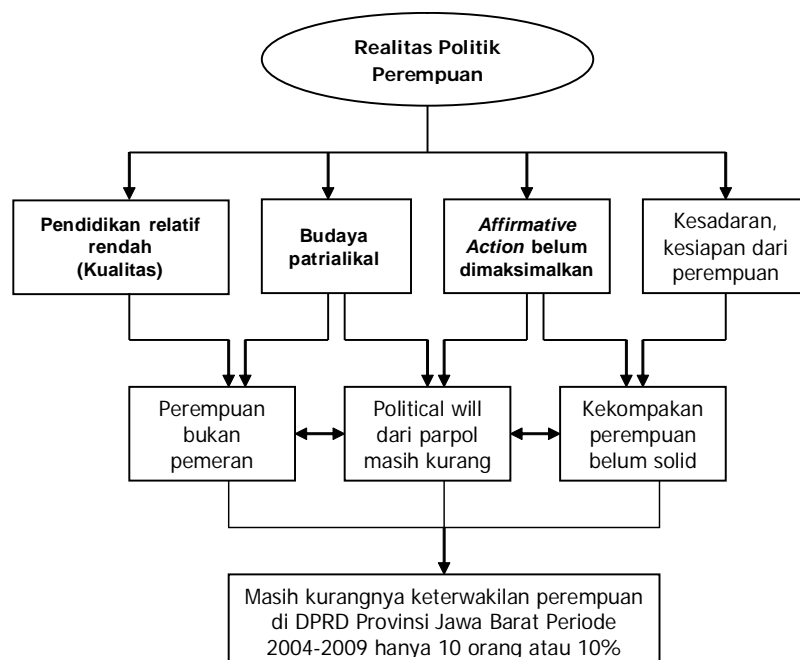 Realitas Politik
Perempuan
Pendidikan relatif
rendah
(Kualitas)
Budaya
patrialikal
Affirmative
Action belum
dimaksimalkan
Kesadaran,
kesiapan dari
perempuan
Perempuan
bukan
pemeran
Political will
dari parpol
masih kurang
Kekompakan
perempuan
belum solid
Masih kurangnya keterwakilan perempuan
di DPRD Provinsi Jawa Barat Periode
2004-2009 hanya 10 orang atau 10%